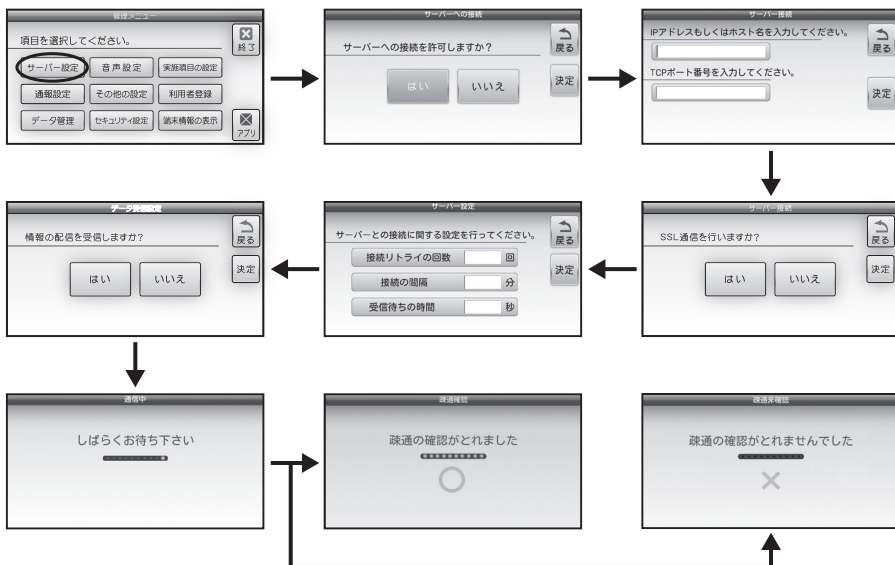 管理メニュー
項目を選択してください。
終了
サーバー設定
音声設定
実施項目の設定
通報設定
その他の設定
利用者登録
データ管理
セキュリティ設定
端末情報の表示
アプリ
サーバーへの接続
サーバーへの接続を許可しますか?
はい
いいえ
戻る
決定
サーバー接続
IPアドレスもしくはホスト名を入力してください。
TCPポート番号を入力してください。
戻る
決定
データ受信設定
情報の配信を受信しますか?
はい
いいえ
戻る
決定
サーバー設定
サーバーとの接続に関する設定を行ってください。
接続リトライの回数 回
接続の間隔 分
受信待ちの時間 秒
戻る
決定
サーバー接続
SSL通信を行いますか?
はい
いいえ
戻る
決定
通信中
しばらくお待ち下さい
疎通確認
疎通の確認がとれました
疎通非確認
疎通の確認がとれませんでした